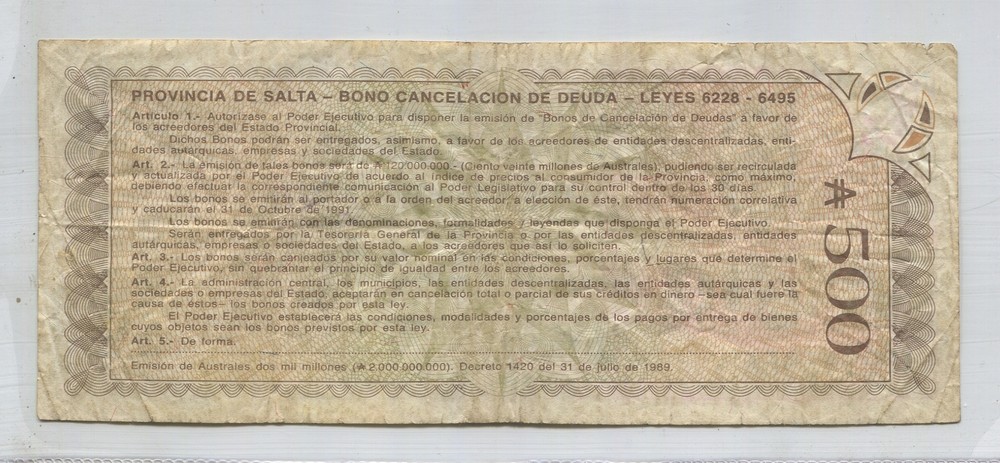 PROVINCIA DE SALTA – BONO CANCELACION DE DEUDA – LEYES 6228 - 6495
Artículo 1.- Autorízase al Poder Ejecutivo para disponer la emisión de "Bonos de Cancelación de Deudas" a favor de
los acreedores del Estado Provincial.
Dichos Bonos podrán ser entregados, asimismo, a favor de los acreedores de entidades descentralizadas, enti-
dades autárquicas, empresas y sociedades del Estado.
Art. 2.- La emisión de tales bonos será de ₳ 120.000.000.- (Ciento veinte millones de Australes), pudiendo ser recirculada
y actualizada por el Poder Ejecutivo de acuerdo al índice de precios al consumidor de la Provincia, como máximo,
debiendo efectuar la correspondiente comunicación al Poder Legislativo para su control dentro de los 30 días.
Los bonos se emitirán al portador o a la orden del acreedor, a elección de éste, tendrán numeración correlativa
y caducarán el 31 de Octubre de 1991.
Los bonos se emitirán con las denominaciones, formalidades y leyendas que disponga el Poder Ejecutivo.
Serán entregados por la Tesorería General de la Provincia o por las entidades descentralizadas, entidades
autárquicas, empresas o sociedades del Estado, a los acreedores que así lo soliciten.
Art. 3.- Los bonos serán canjeados por su valor nominal en las condiciones, porcentajes y lugares que determine el
Poder Ejecutivo, sin quebrantar el principio de igualdad entre los acreedores.
Art. 4.- La administración central, los municipios, las entidades descentralizadas, las entidades autárquicas y las
sociedades o empresas del Estado, aceptarán en cancelación total o parcial de sus créditos en dinero –sea cual fuere la
causa de éstos– los bonos creados por esta ley.
El Poder Ejecutivo establecerá las condiciones, modalidades y porcentajes de los pagos por entrega de bienes
cuyos objetos sean los bonos previstos por esta ley.
Art. 5.- De forma.
Emisión de Australes dos mil millones (₳ 2.000.000.000). Decreto 1420 del 31 de julio de 1989.
₳ 500